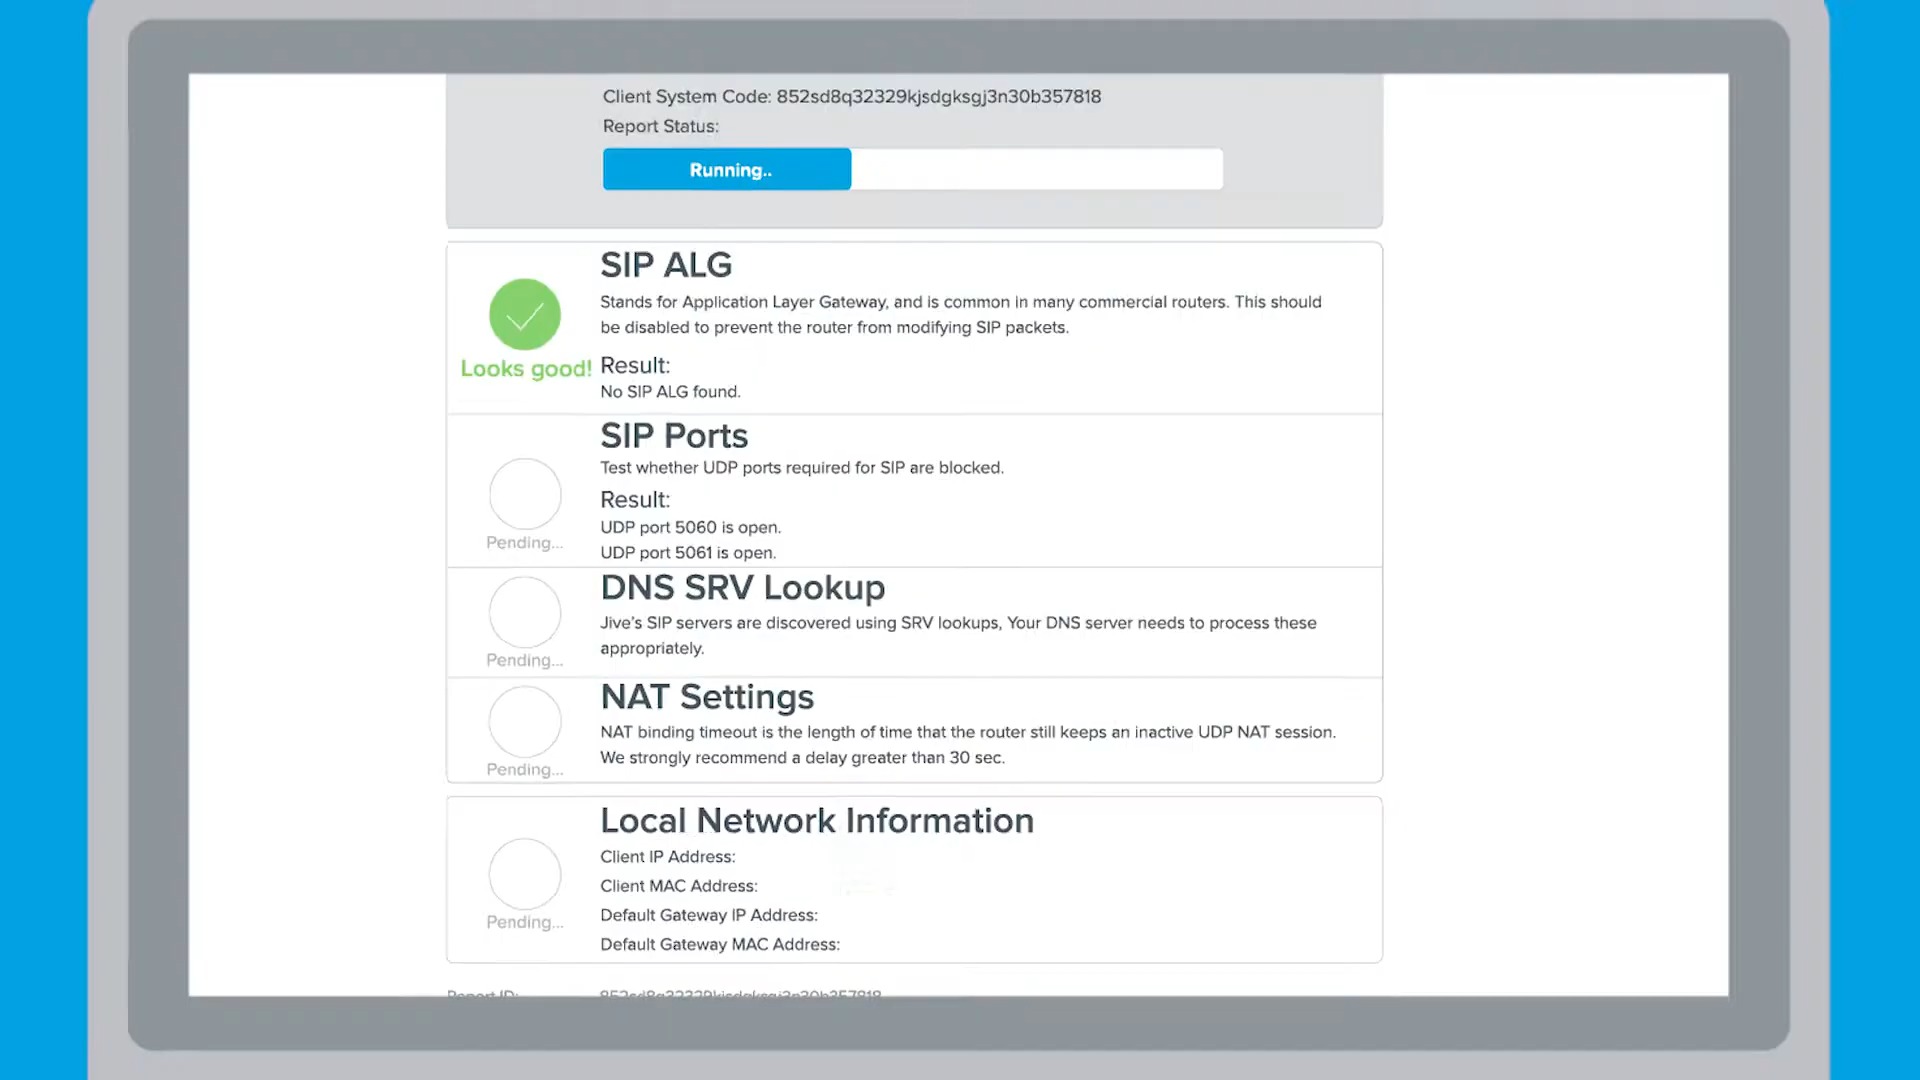 Client System Code: 852sd8q32329kjsdgksgj3n30b357818
Report Status:
Running..
SIP ALG
Stands for Application Layer Gateway, and is common in many commercial routers. This should
be disabled to prevent the router from modifying SIP packets.
Looks good!
Result:
No SIP ALG found.
SIP Ports
Test whether UDP ports required for SIP are blocked.
Result:
UDP port 5060 is open.
Pending...
UDP port 5061 is open.
DNS SRV Lookup
Jive's SIP servers are discovered using SRV lookups, Your DNS server needs to process these
appropriately.
Pending...
NAT Settings
NAT binding timeout is the length of time that the router still keeps an inactive UDP NAT session.
We strongly recommend a delay greater than 30 sec.
Pending...
Local Network Information
Client IP Address:
Client MAC Address:
Default Gateway IP Address:
Pending...
Default Gateway MAC Address:
Report ID: 852sd8q32329kjsdgksgj3n30b357818